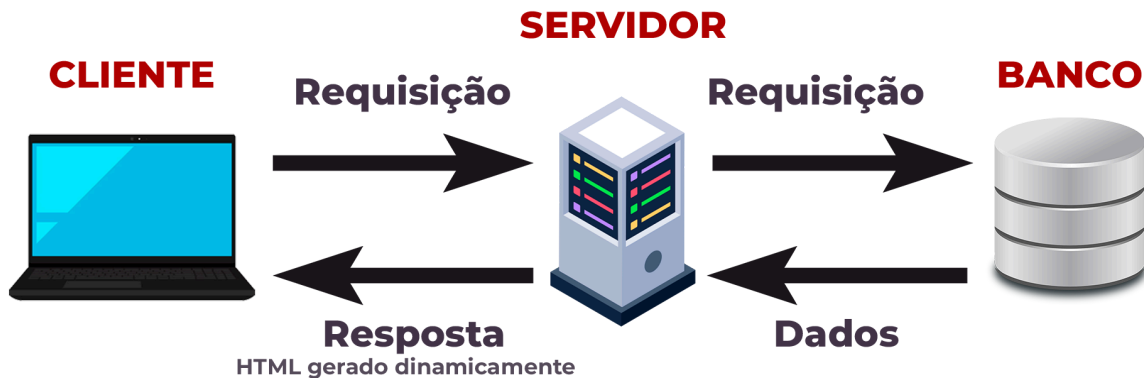 SERVIDOR
CLIENTE
BANCO
Requisição
Requisição
Resposta
HTML gerado dinamicamente
Dados